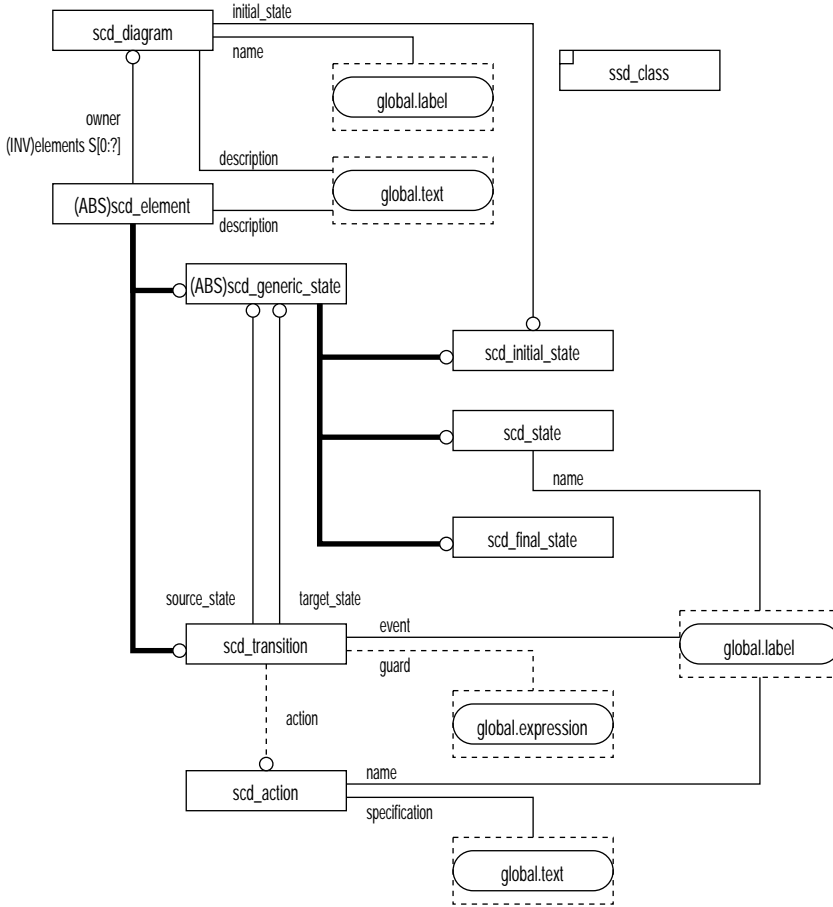 initial_state
scd_diagram
name
ssd_class
global.label
owner
(INV)elements S[0:?]
description
global.text
(ABS)scd_element
description
(ABS)scd_generic_state
scd_initial_state
scd_state
name
scd_final_state
source_state
target_state
event
scd_transition
global.label
guard
action
global.expression
name
scd_action
specification
global.text